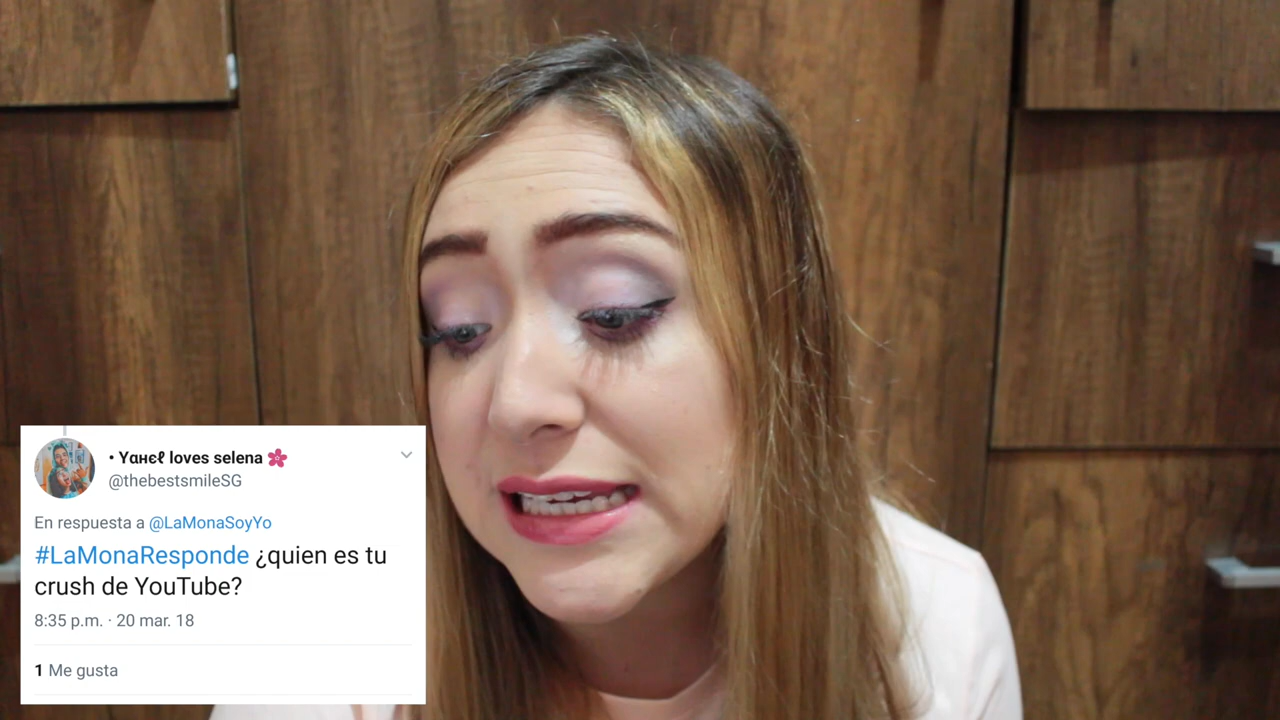 • Yαнεℓ loves selena 🌸
@thebestsmileSG
En respuesta a @LaMonaSoyYo
#LaMonaResponde ¿quien es tu
crush de YouTube?
8:35 p.m. · 20 mar. 18
1 Me gusta